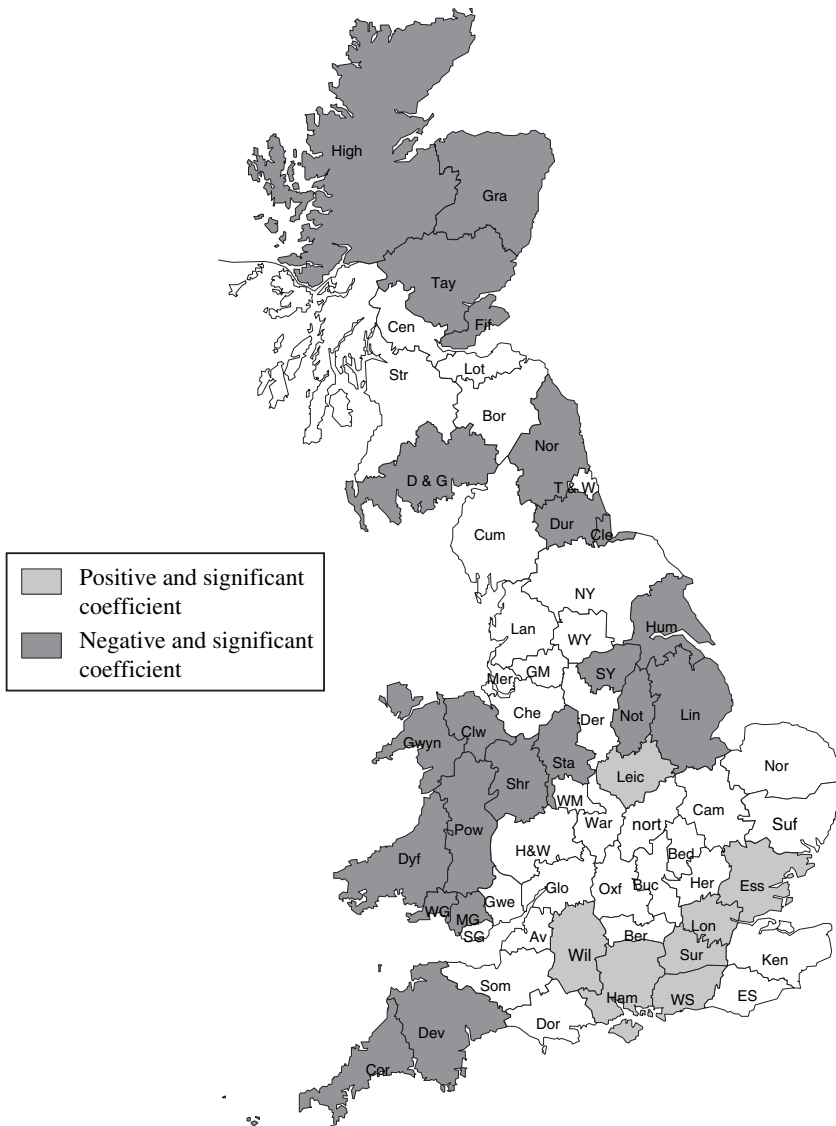 High
Gra
Tay
Cen
Fif
Str
Lot
Bor
Nor
D & G
T & W
Dur
Cle
Cum
Positive and significant
coefficient
Negative and significant
coefficient
NY
Lan
WY
Hum
Mer
GM
SY
Che
Der
Not
Lin
Gwyn
Clw
Sta
Shr
Leic
Nor
WM
Cam
Pow
War
nort
Suf
Dyf
H&W
Bed
Glo
Oxf
Buc
Her
Ess
WG
MG
Gwe
SG
Av
Ber
Lon
Wil
Sur
Ken
Som
Ham
WS
ES
Dor
Dev
Cor